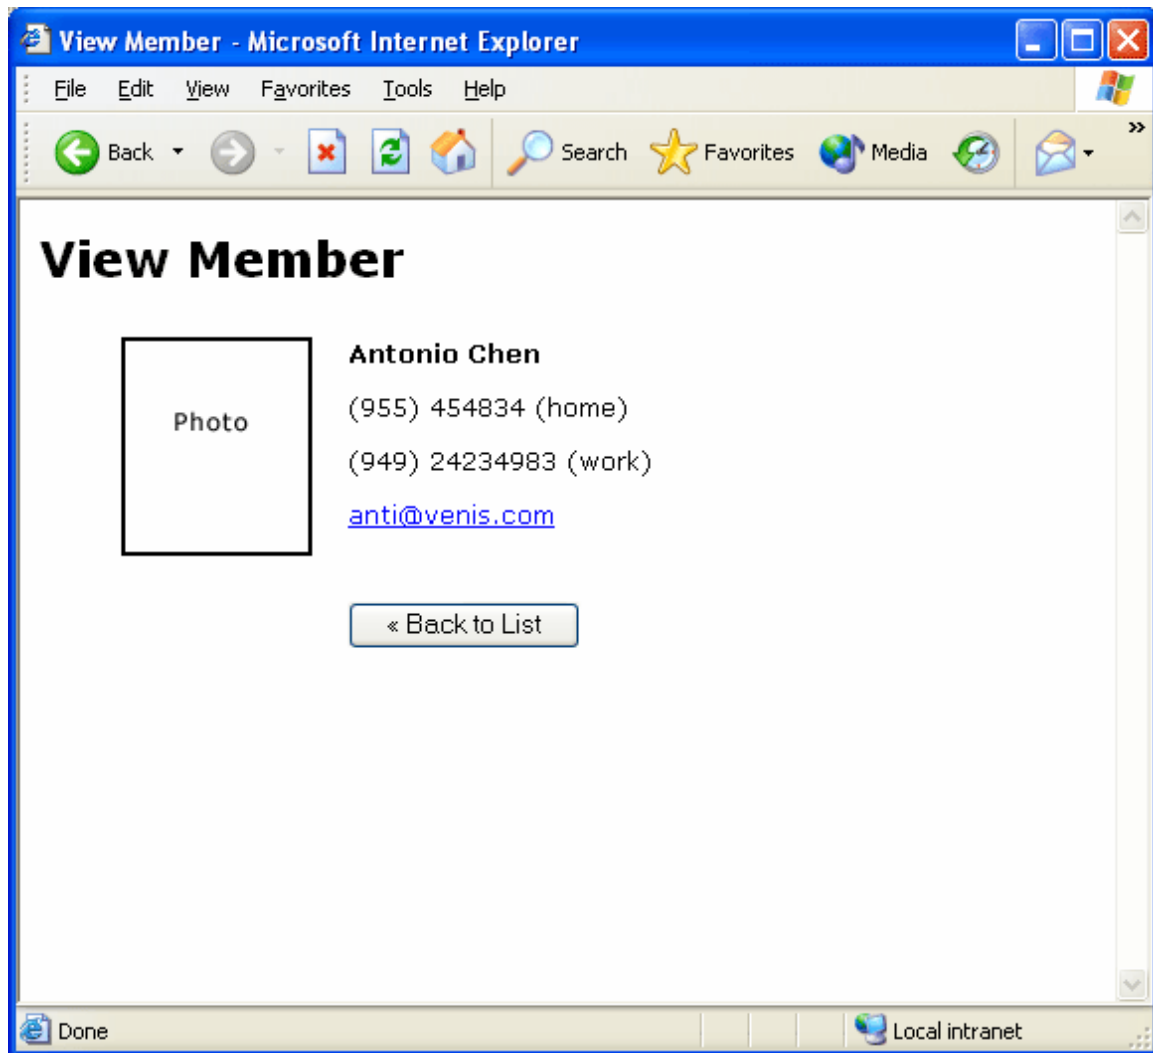 View Member - Microsoft Internet Explorer
File Edit View Favorites Tools Help
Back Search Favorites Media »
View Member
Photo
Antonio Chen
(955) 454834 (home)
(949) 24234983 (work)
anti@venis.com
« Back to List
Done Local intranet